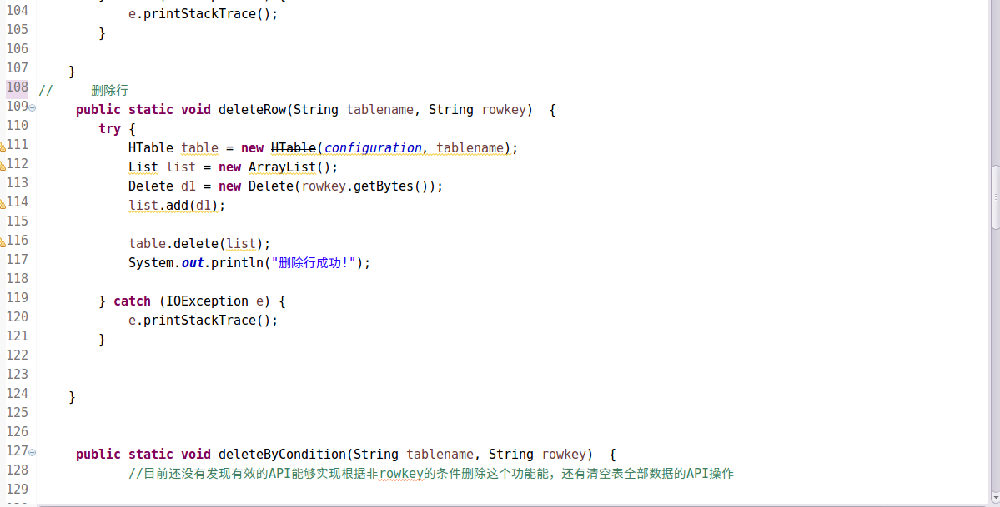 104 e.printStackTrace();
105 }
106
107 }
108 // 删除行
109 public static void deleteRow(String tablename, String rowkey) {
110 try {
111 HTable table = new HTable(configuration, tablename);
112 List list = new ArrayList();
113 Delete d1 = new Delete(rowkey.getBytes());
114 list.add(d1);
115
116 table.delete(list);
117 System.out.println("删除行成功!");
118
119 } catch (IOException e) {
120 e.printStackTrace();
121 }
122
123
124 }
125
126
127 public static void deleteByCondition(String tablename, String rowkey) {
128 //目前还没有发现有效的API能够实现根据非rowkey的条件删除这个功能能，还有清空表全部数据的API操作
129